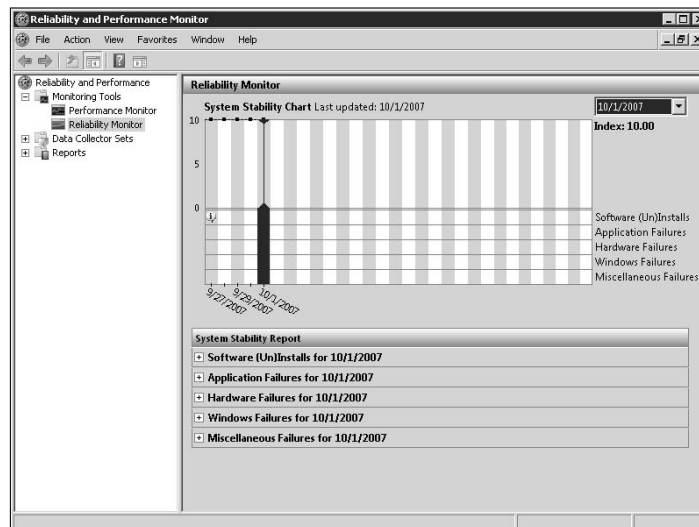 Reliability and Performance Monitor
File Action View Favorites Window Help
Reliability and Performance
Monitoring Tools
Performance Monitor
Reliability Monitor
Data Collector Sets
Reports
Reliability Monitor
System Stability Chart Last updated: 10/1/2007
10/1/2007
Index: 10.00
10
5
0
Software (Un)Installs
Application Failures
Hardware Failures
Windows Failures
Miscellaneous Failures
9/27/2007
9/29/2007
10/1/2007
System Stability Report
Software (Un)Installs for 10/1/2007
Application Failures for 10/1/2007
Hardware Failures for 10/1/2007
Windows Failures for 10/1/2007
Miscellaneous Failures for 10/1/2007